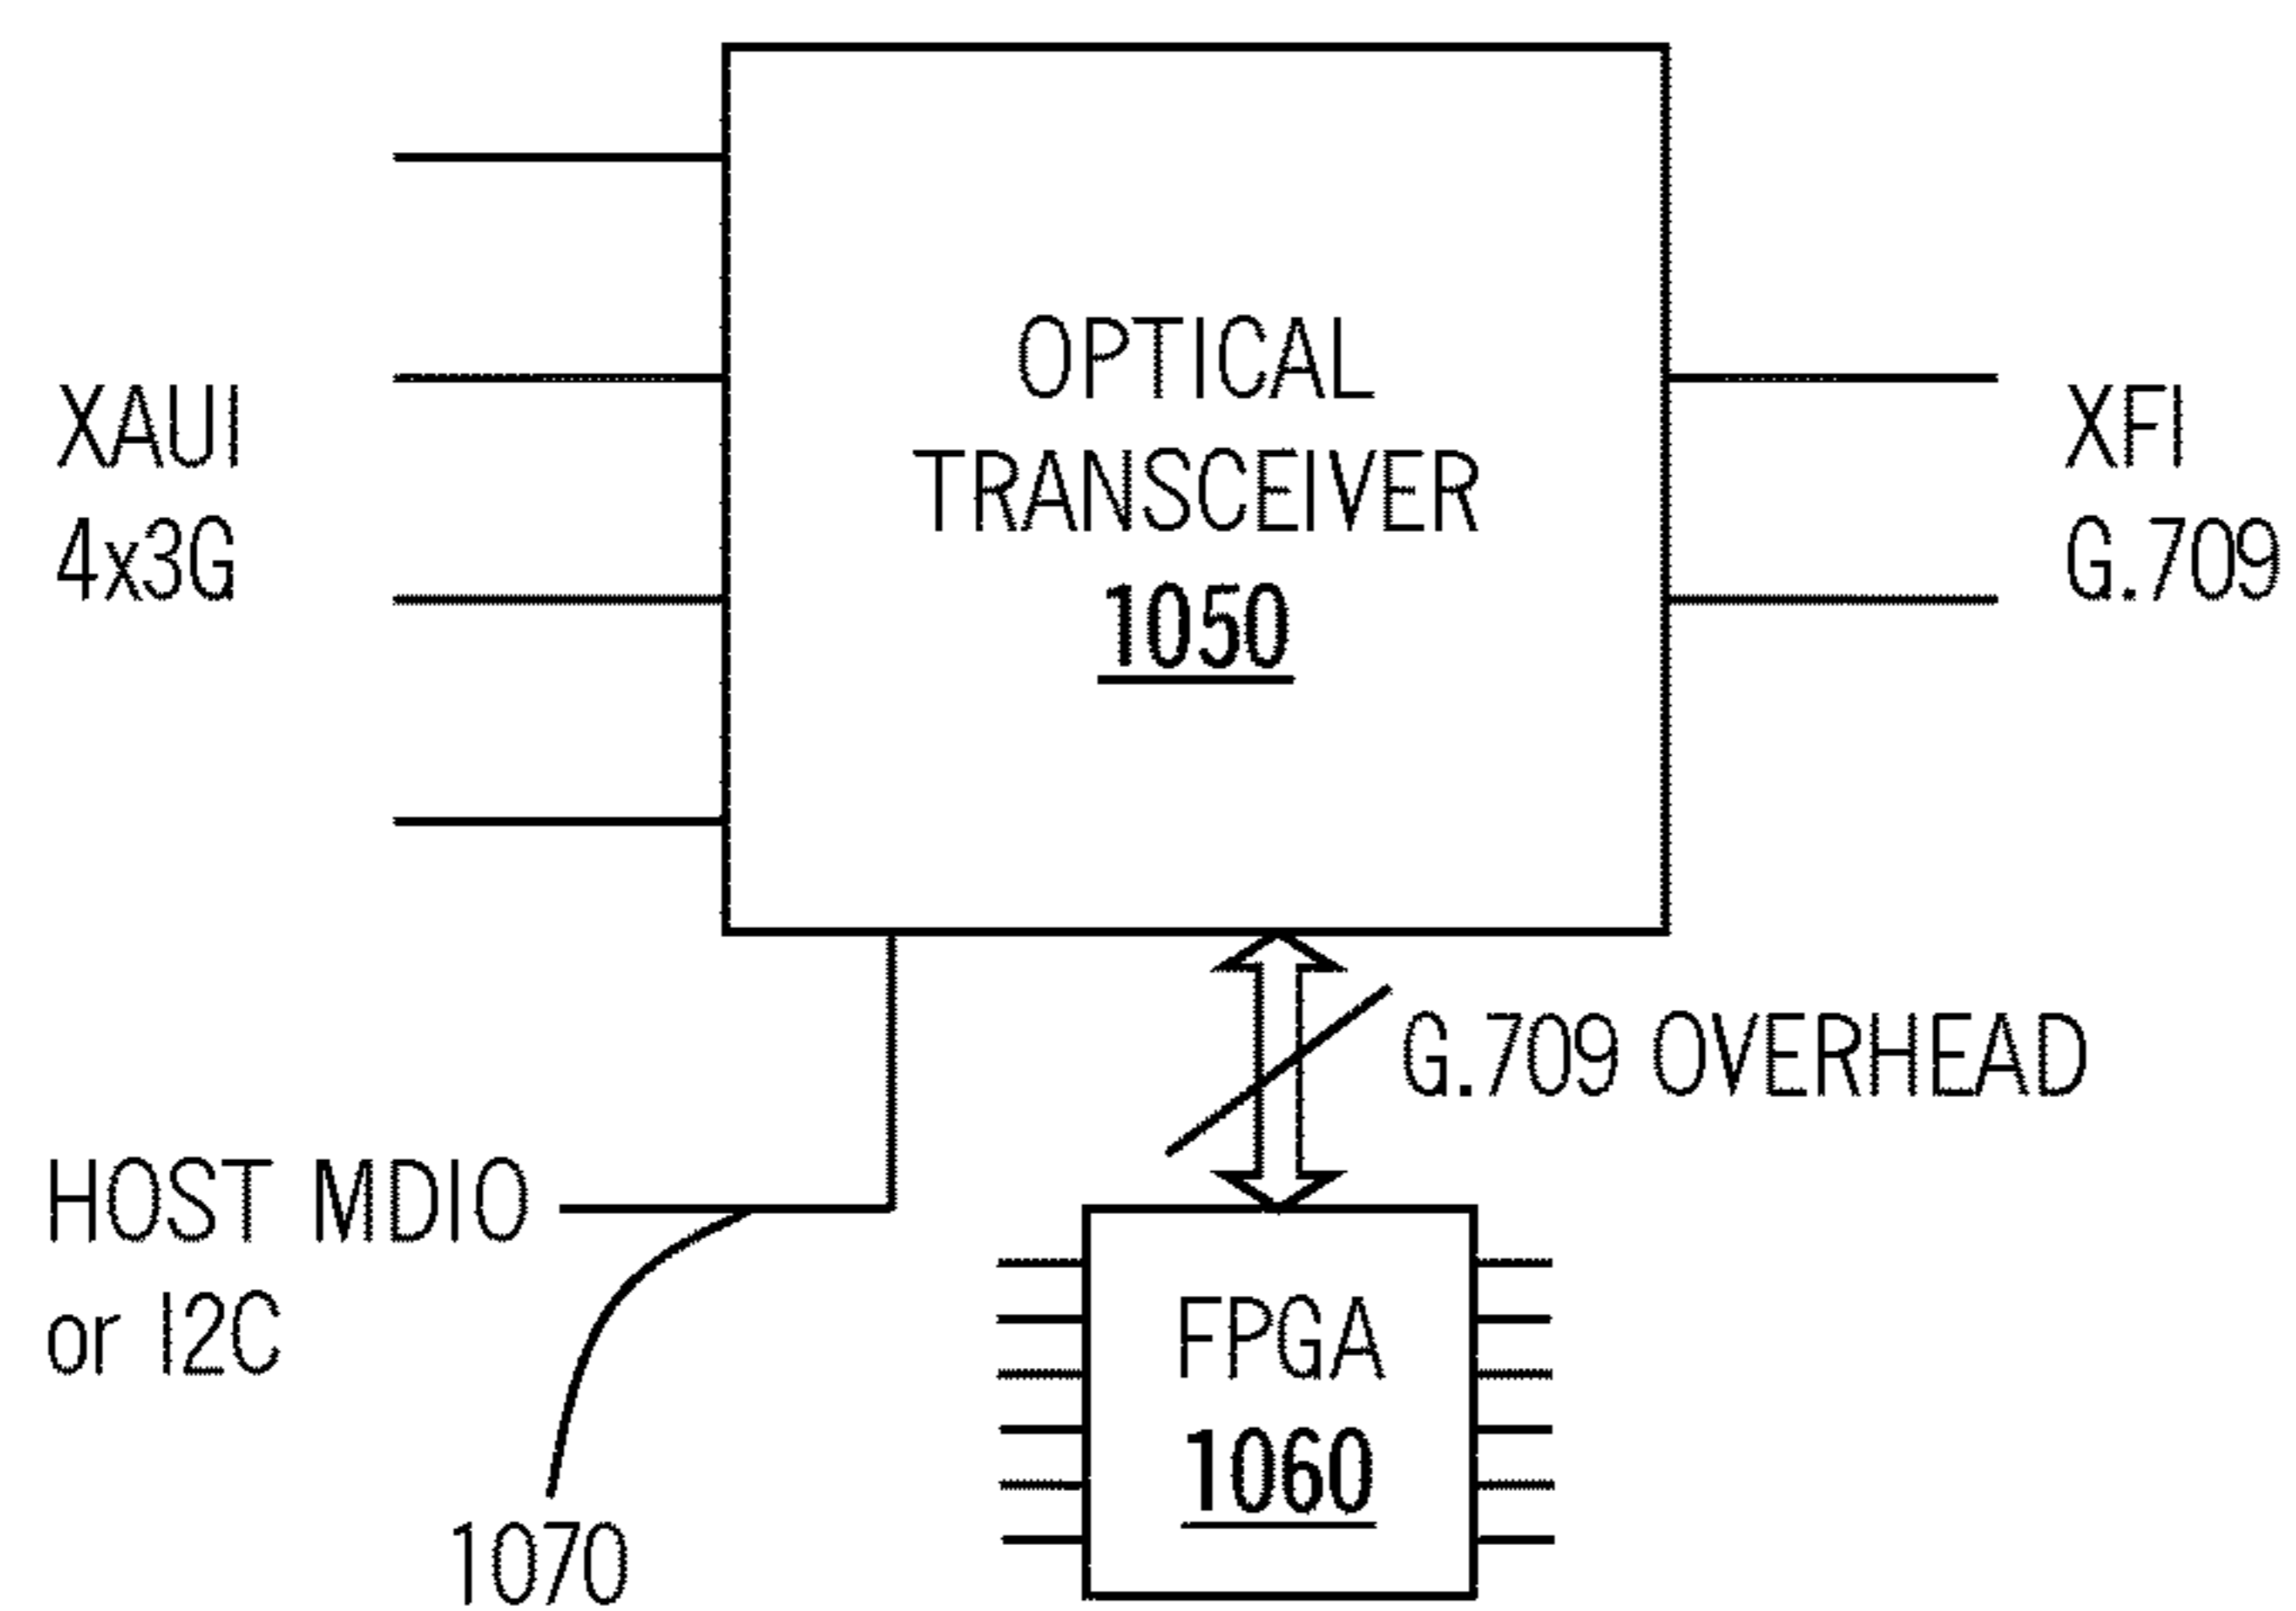 OPTICAL
TRANSCEIVER
1050
XAUI
4x3G
XFI
G.709
G.709 OVERHEAD
HOST MDIO
or I2C
1070
FPGA
1060